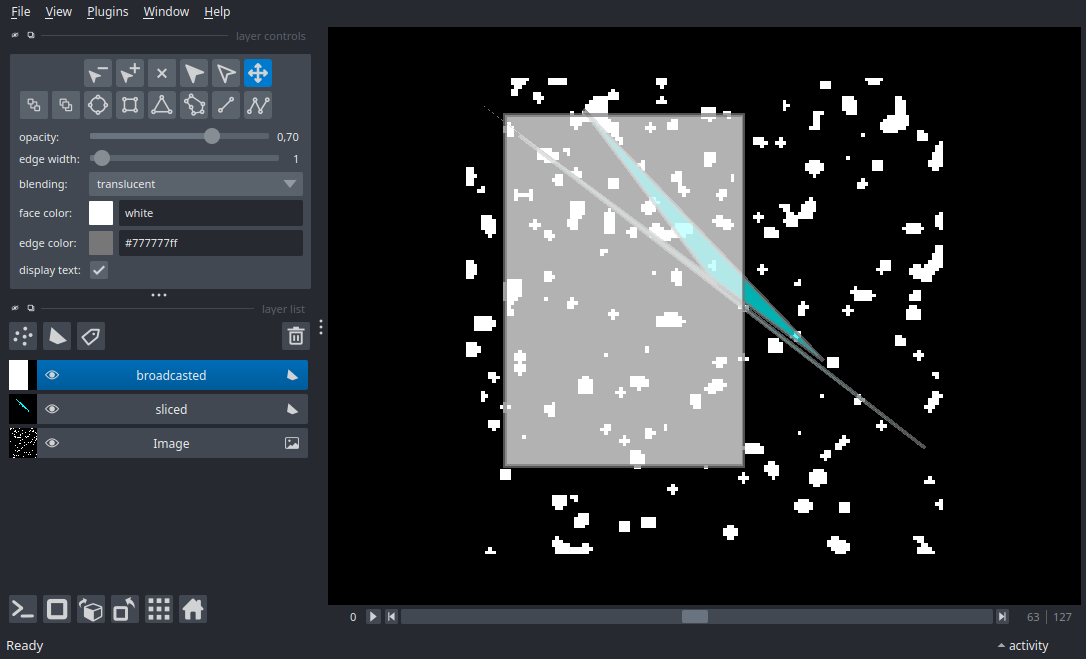 File View Plugins Window Help
layer controls
opacity: 0,70
edge width: 1
blending: translucent
face color: white
edge color: #777777ff
display text:
layer list
broadcasted
sliced
Image
0 63 127
Ready activity